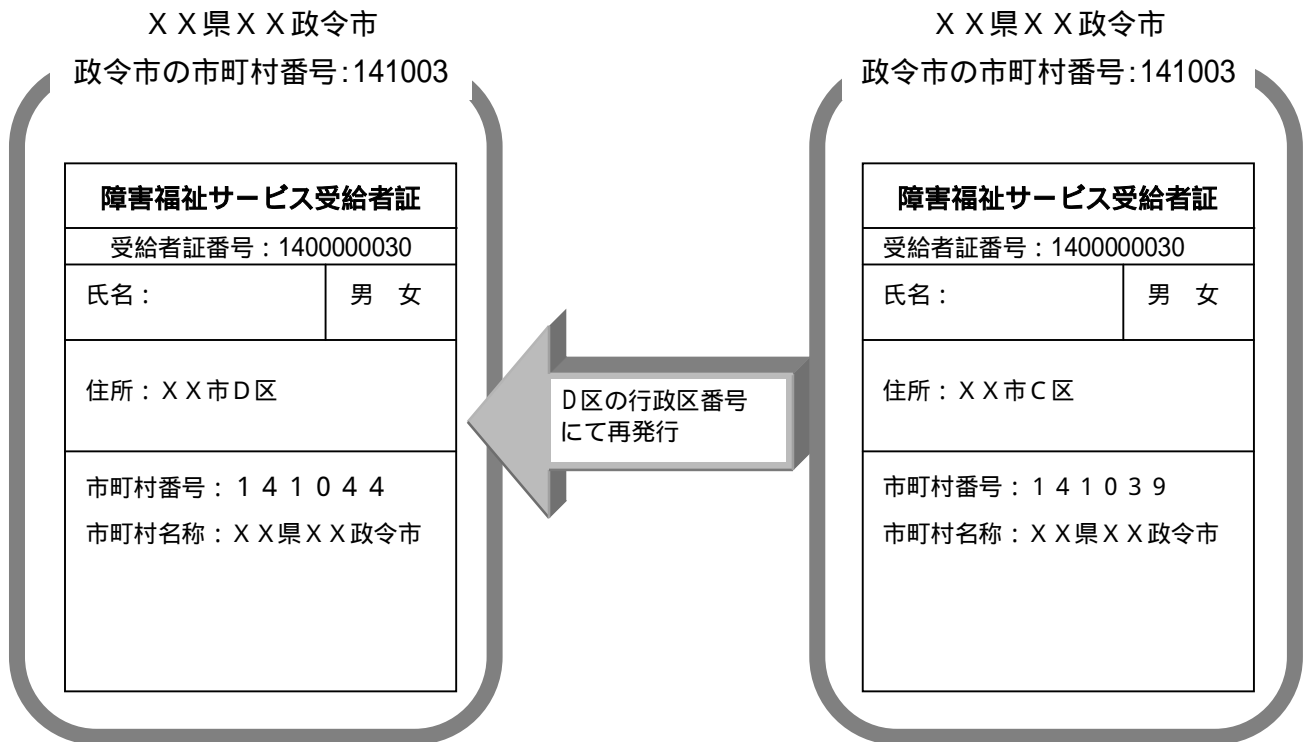 ＸＸ県ＸＸ政令市
政令市の市町村番号:141003
障害福祉サービス受給者証
受給者証番号：1400000030
氏名：
男　女
住所：ＸＸ市Ｄ区
市町村番号：１４１０４４
市町村名称：ＸＸ県ＸＸ政令市
D区の行政区番号
にて再発行
ＸＸ県ＸＸ政令市
政令市の市町村番号:141003
障害福祉サービス受給者証
受給者証番号：1400000030
氏名：
男　女
住所：ＸＸ市Ｃ区
市町村番号：１４１０３９
市町村名称：ＸＸ県ＸＸ政令市